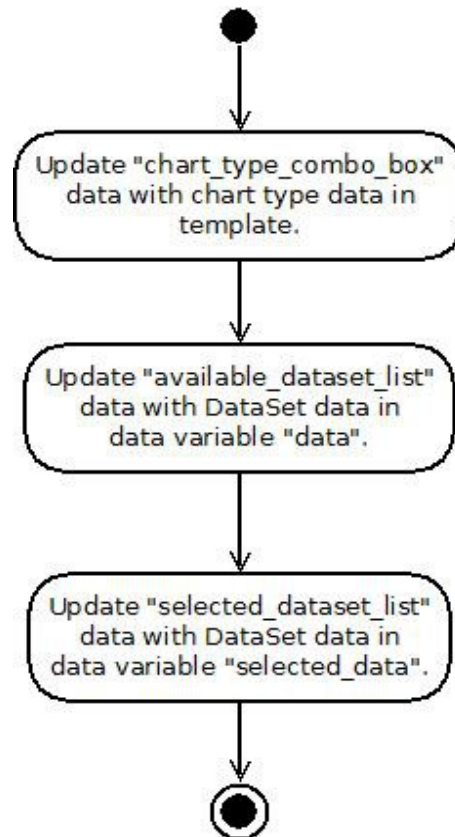 Update "chart_type_combo_box"
data with chart type data in
template.
Update "available_dataset_list"
data with DataSet data in
data variable "data".
Update "selected_dataset_list"
data with DataSet data in
data variable "selected_data".